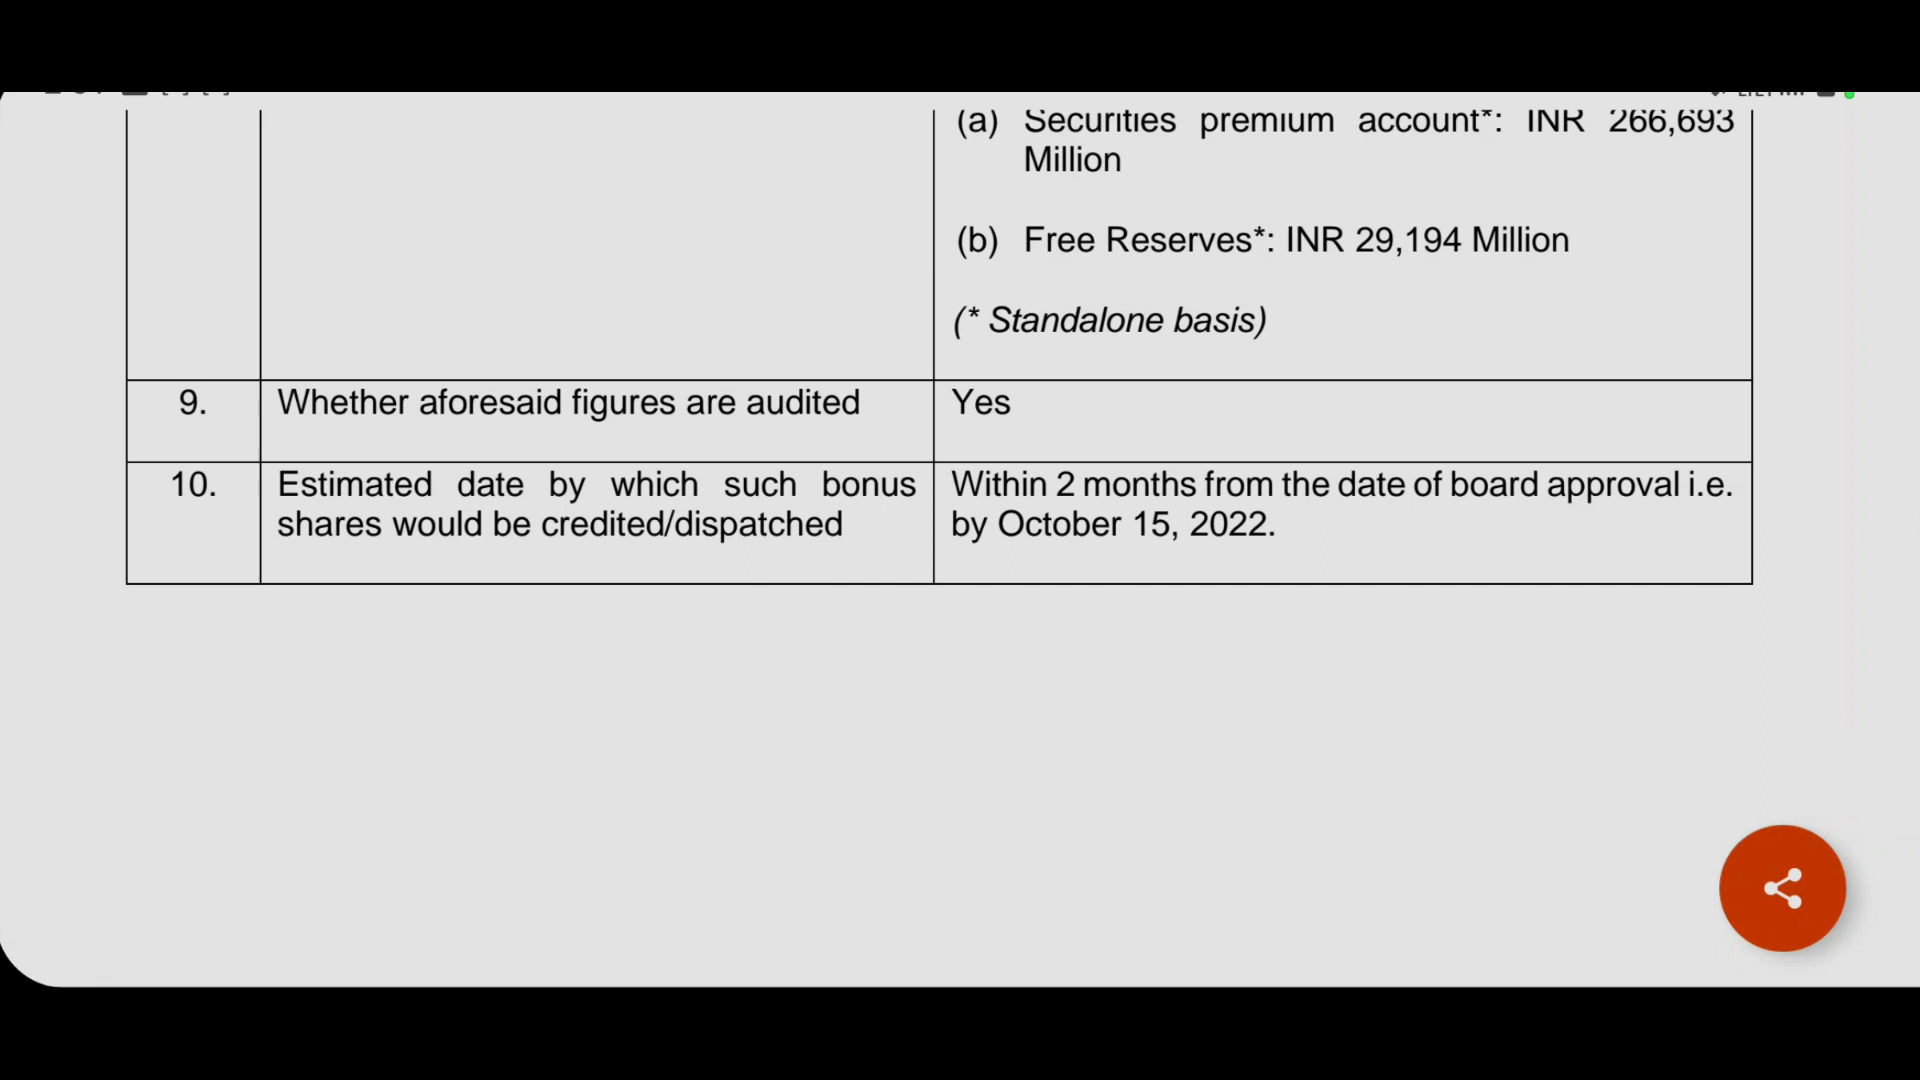 (a) Securities premium account*: INR 266,693
Million
(b) Free Reserves*: INR 29,194 Million
(* Standalone basis)
9. Whether aforesaid figures are audited Yes
10. Estimated date by which such bonus Within 2 months from the date of board approval i.e.
shares would be credited/dispatched by October 15, 2022.